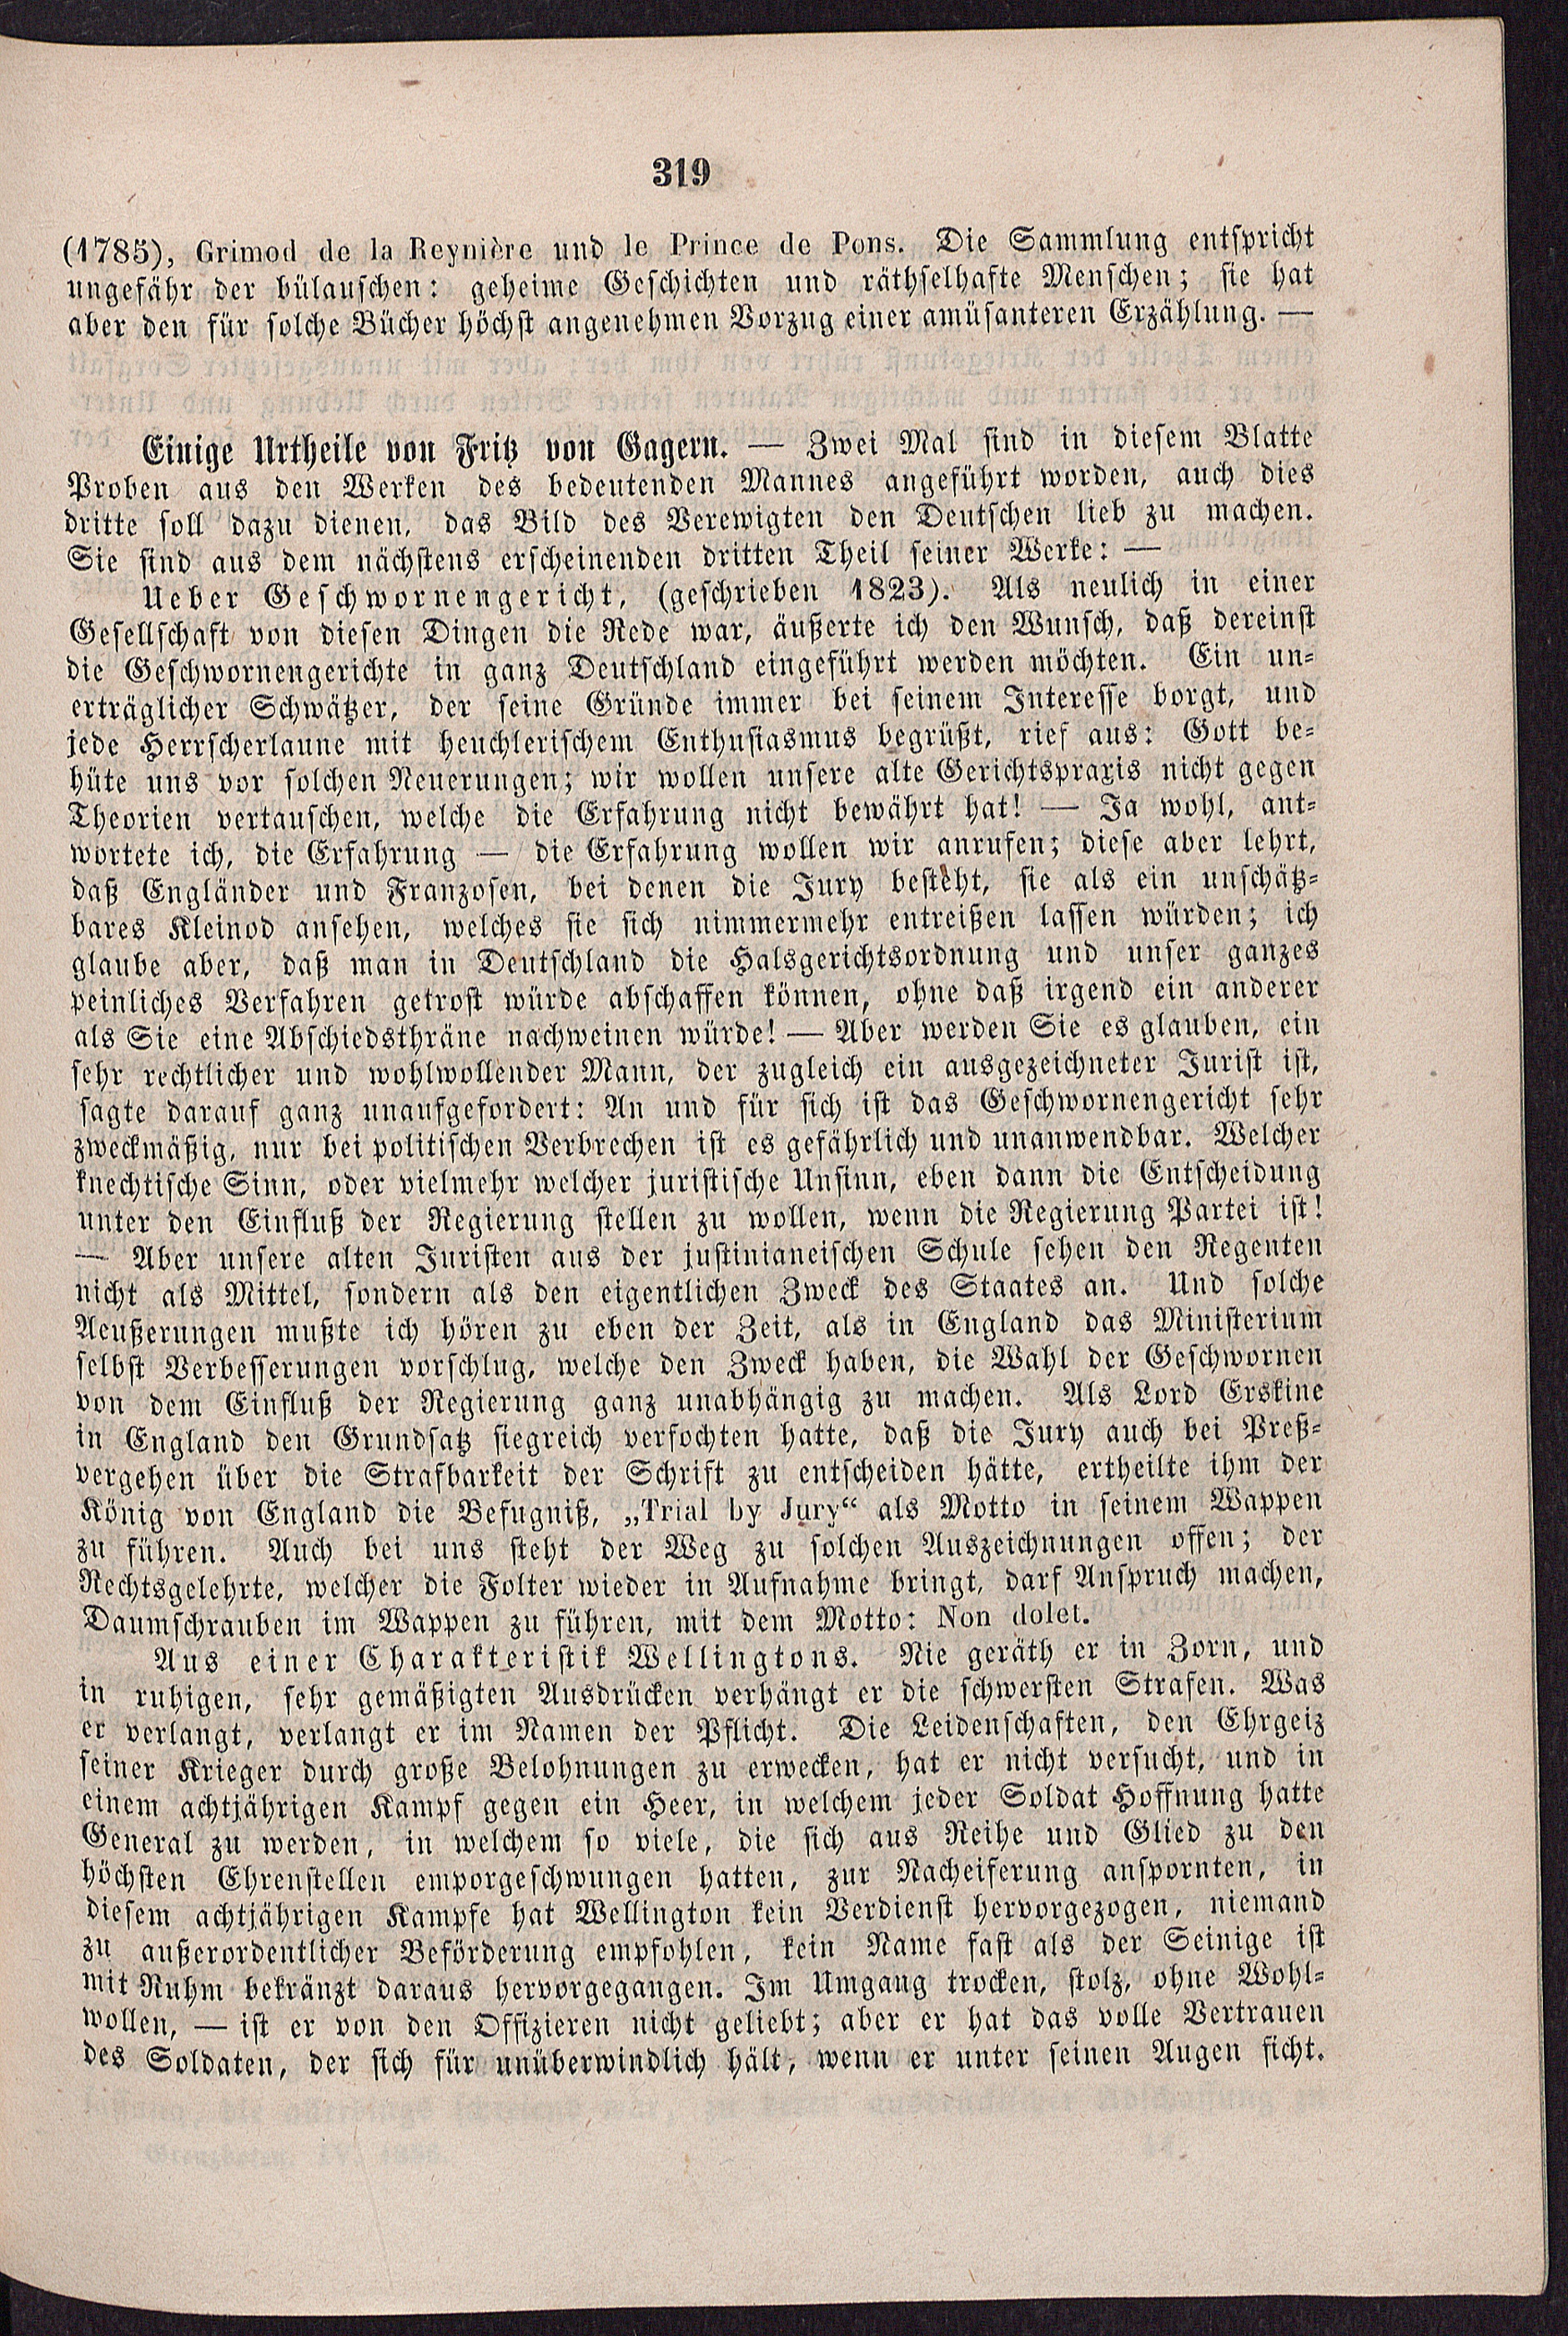 319
(1785), Grimod de la Reynière und le Prince de Pons. Die Sammlung entspricht
ungefähr der bülauschen: geheime Geschichten und räthselhafte Menschen; sie hat
aber den für solche Bücher höchst angenehmen Vorzug einer amüsanteren Erzählung. —
Einige Urtheile von Fritz von Gagern. — Zwei Mal sind in diesem Blatte
Proben aus den Werken des bedeutenden Mannes angeführt worden, auch dies
dritte soll dazu dienen, das Bild des Verewigten den Deutschen lieb zu machen.
Sie sind aus dem nächstens erscheinenden dritten Theil seiner Werke: —
Ueber Geschwornengericht, (geschrieben 1823). Als neulich in einer
Gesellschaft von diesen Dingen die Rede war, äußerte ich den Wunsch, daß dereinst
die Geschwornengerichte in ganz Deutschland eingeführt werden möchten. Ein un-
erträglicher Schwätzer, der seine Gründe immer bei seinem Interesse borgt, und
jede Herrscherlaune mit heuchlerischem Enthusiasmus begrüßt, rief aus: Gott be-
hüte uns vor solchen Neuerungen; wir wollen unsere alte Gerichtspraxis nicht gegen
Theorien vertauschen, welche die Erfahrung nicht bewährt hat! — Ja wohl, ant-
wortete ich, die Erfahrung — die Erfahrung wollen wir anrufen; diese aber lehrt,
daß Engländer und Franzosen, bei denen die Jury besteht, sie als ein unschätz-
bares Kleinod ansehen, welches sie sich nimmermehr entreißen lassen würden; ich
glaube aber, daß man in Deutschland die Halsgerichtsordnung und unser ganzes
peinliches Verfahren getrost würde abschaffen können, ohne daß irgend ein anderer
als Sie eine Abschiedsthräne nachweinen würde! — Aber werden Sie es glauben, ein
sehr rechtlicher und wohlwollender Mann, der zugleich ein ausgezeichneter Jurist ist,
sagte darauf ganz unaufgefordert: An und für sich ist das Geschwornengericht sehr
zweckmäßig, nur bei politischen Verbrechen ist es gefährlich und unanwendbar. Welcher
knechtische Sinn, oder vielmehr welcher juristische Unsinn, eben dann die Entscheidung
unter den Einfluß der Regierung stellen zu wollen, wenn die Regierung Partei ist!
— Aber unsere alten Juristen aus der justinianeischen Schule sehen den Regenten
nicht als Mittel, sondern als den eigentlichen Zweck des Staates an. Und solche
Aeußerungen mußte ich hören zu eben der Zeit, als in England das Ministerium
selbst Verbesserungen vorschlug, welche den Zweck haben, die Wahl der Geschwornen
von dem Einfluß der Regierung ganz unabhängig zu machen. Als Lord Erskine
in England den Grundsatz siegreich verfochten hatte, daß die Jury auch bei Preß-
vergehen über die Strafbarkeit der Schrift zu entscheiden hätte, ertheilte ihm der
König von England die Befugniß, „Trial by Jury“ als Motto in seinem Wappen
zu führen. Auch bei uns steht der Weg zu solchen Auszeichnungen offen; der
Rechtsgelehrte, welcher die Folter wieder in Aufnahme bringt, darf Anspruch machen,
Daumschrauben im Wappen zu führen, mit dem Motto: Non dolet.
Aus einer Charakteristik Wellingtons. Nie geräth er in Zorn, und
in ruhigen, sehr gemäßigten Ausdrücken verhängt er die schwersten Strafen. Was
er verlangt, verlangt er im Namen der Pflicht. Die Leidenschaften, den Ehrgeiz
seiner Krieger durch große Belohnungen zu erwecken, hat er nicht versucht, und in
einem achtjährigen Kampf gegen ein Heer, in welchem jeder Soldat Hoffnung hatte
General zu werden, in welchem so viele, die sich aus Reihe und Glied zu den
höchsten Ehrenstellen emporgeschwungen hatten, zur Nacheiferung anspornten, in
diesem achtjährigen Kampfe hat Wellington kein Verdienst hervorgezogen, niemand
zu außerordentlicher Beförderung empfohlen, kein Name fast als der Seinige ist
mit Ruhm bekränzt daraus hervorgegangen. Im Umgang trocken, stolz, ohne Wohl-
wollen, — ist er von den Offizieren nicht geliebt; aber er hat das volle Vertrauen
des Soldaten, der sich für unüberwindlich hält, wenn er unter seinen Augen ficht.